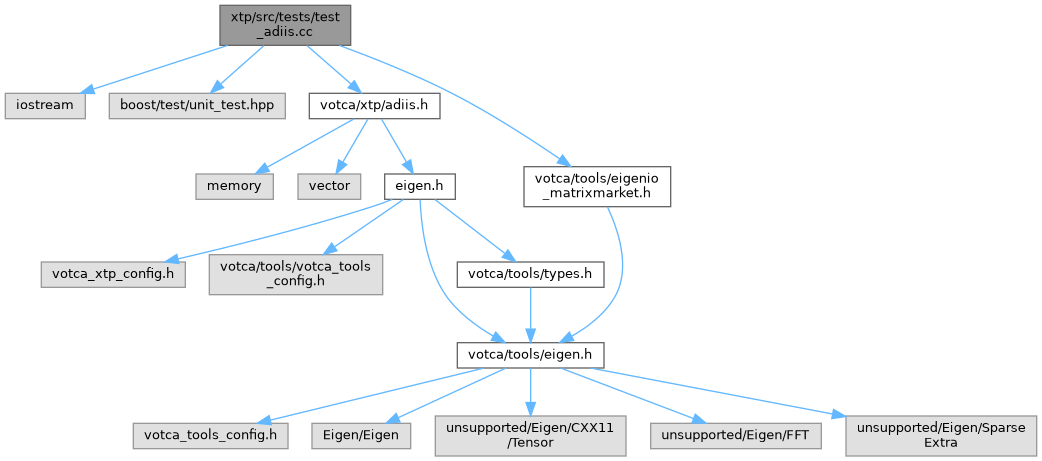 xtp/src/tests/test
_adiis.cc
iostream
boost/test/unit_test.hpp
votca/xtp/adiis.h
memory
vector
eigen.h
votca/tools/eigenio
_matrixmarket.h
votca_xtp_config.h
votca/tools/votca_tools
_config.h
votca/tools/types.h
votca/tools/eigen.h
votca_tools_config.h
Eigen/Eigen
unsupported/Eigen/CXX11
/Tensor
unsupported/Eigen/FFT
unsupported/Eigen/Sparse
Extra